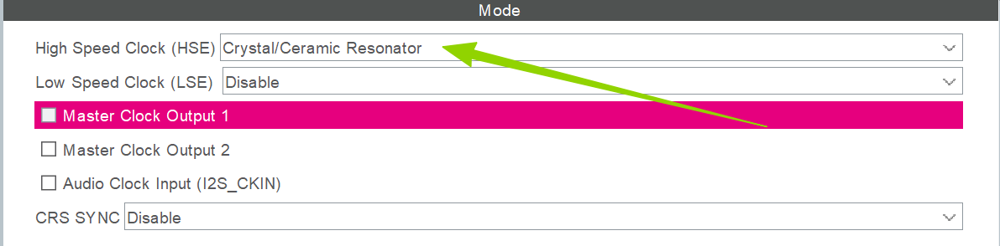 Mode
High Speed Clock (HSE) Crystal/Ceramic Resonator
Low Speed Clock (LSE) Disable
Master Clock Output 1
Master Clock Output 2
Audio Clock Input (I2S_CKIN)
CRS SYNC Disable